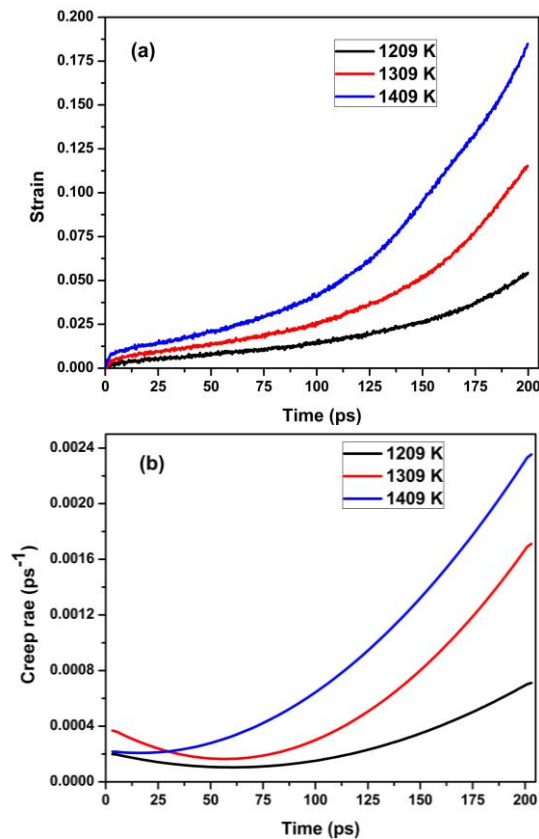 (a)
1209 K
1309 K
1409 K
0.200
0.175
0.150
0.125
0.100
0.075
0.050
0.025
0.000
Strain
0 25 50 75 100 125 150 175 200
Time (ps)
(b)
1209 K
1309 K
1409 K
0.0024
0.0020
0.0016
0.0012
0.0008
0.0004
0.0000
Creep rae (ps⁻¹)
0 25 50 75 100 125 150 175 200
Time (ps)